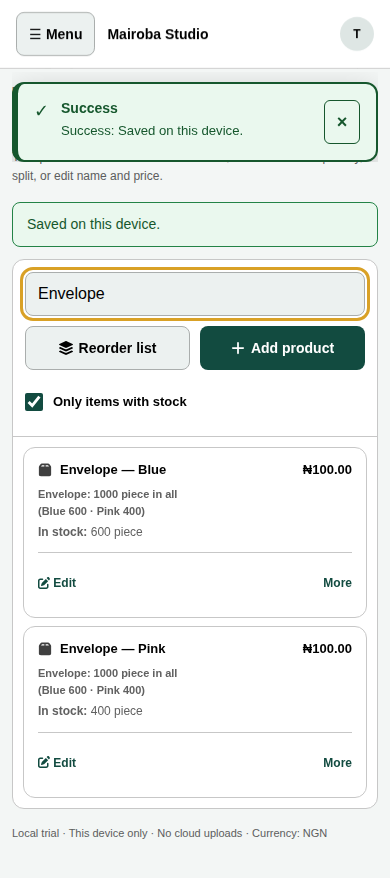 ☰ Menu
Mairoba Studio
T
✓ Success
Success: Saved on this device.
×
split, or edit name and price.
Saved on this device.
Envelope
Reorder list
+ Add product
Only items with stock
Envelope — Blue ₦100.00
Envelope: 1000 piece in all
(Blue 600 · Pink 400)
In stock: 600 piece
Edit More
Envelope — Pink ₦100.00
Envelope: 1000 piece in all
(Blue 600 · Pink 400)
In stock: 400 piece
Edit More
Local trial · This device only · No cloud uploads · Currency: NGN